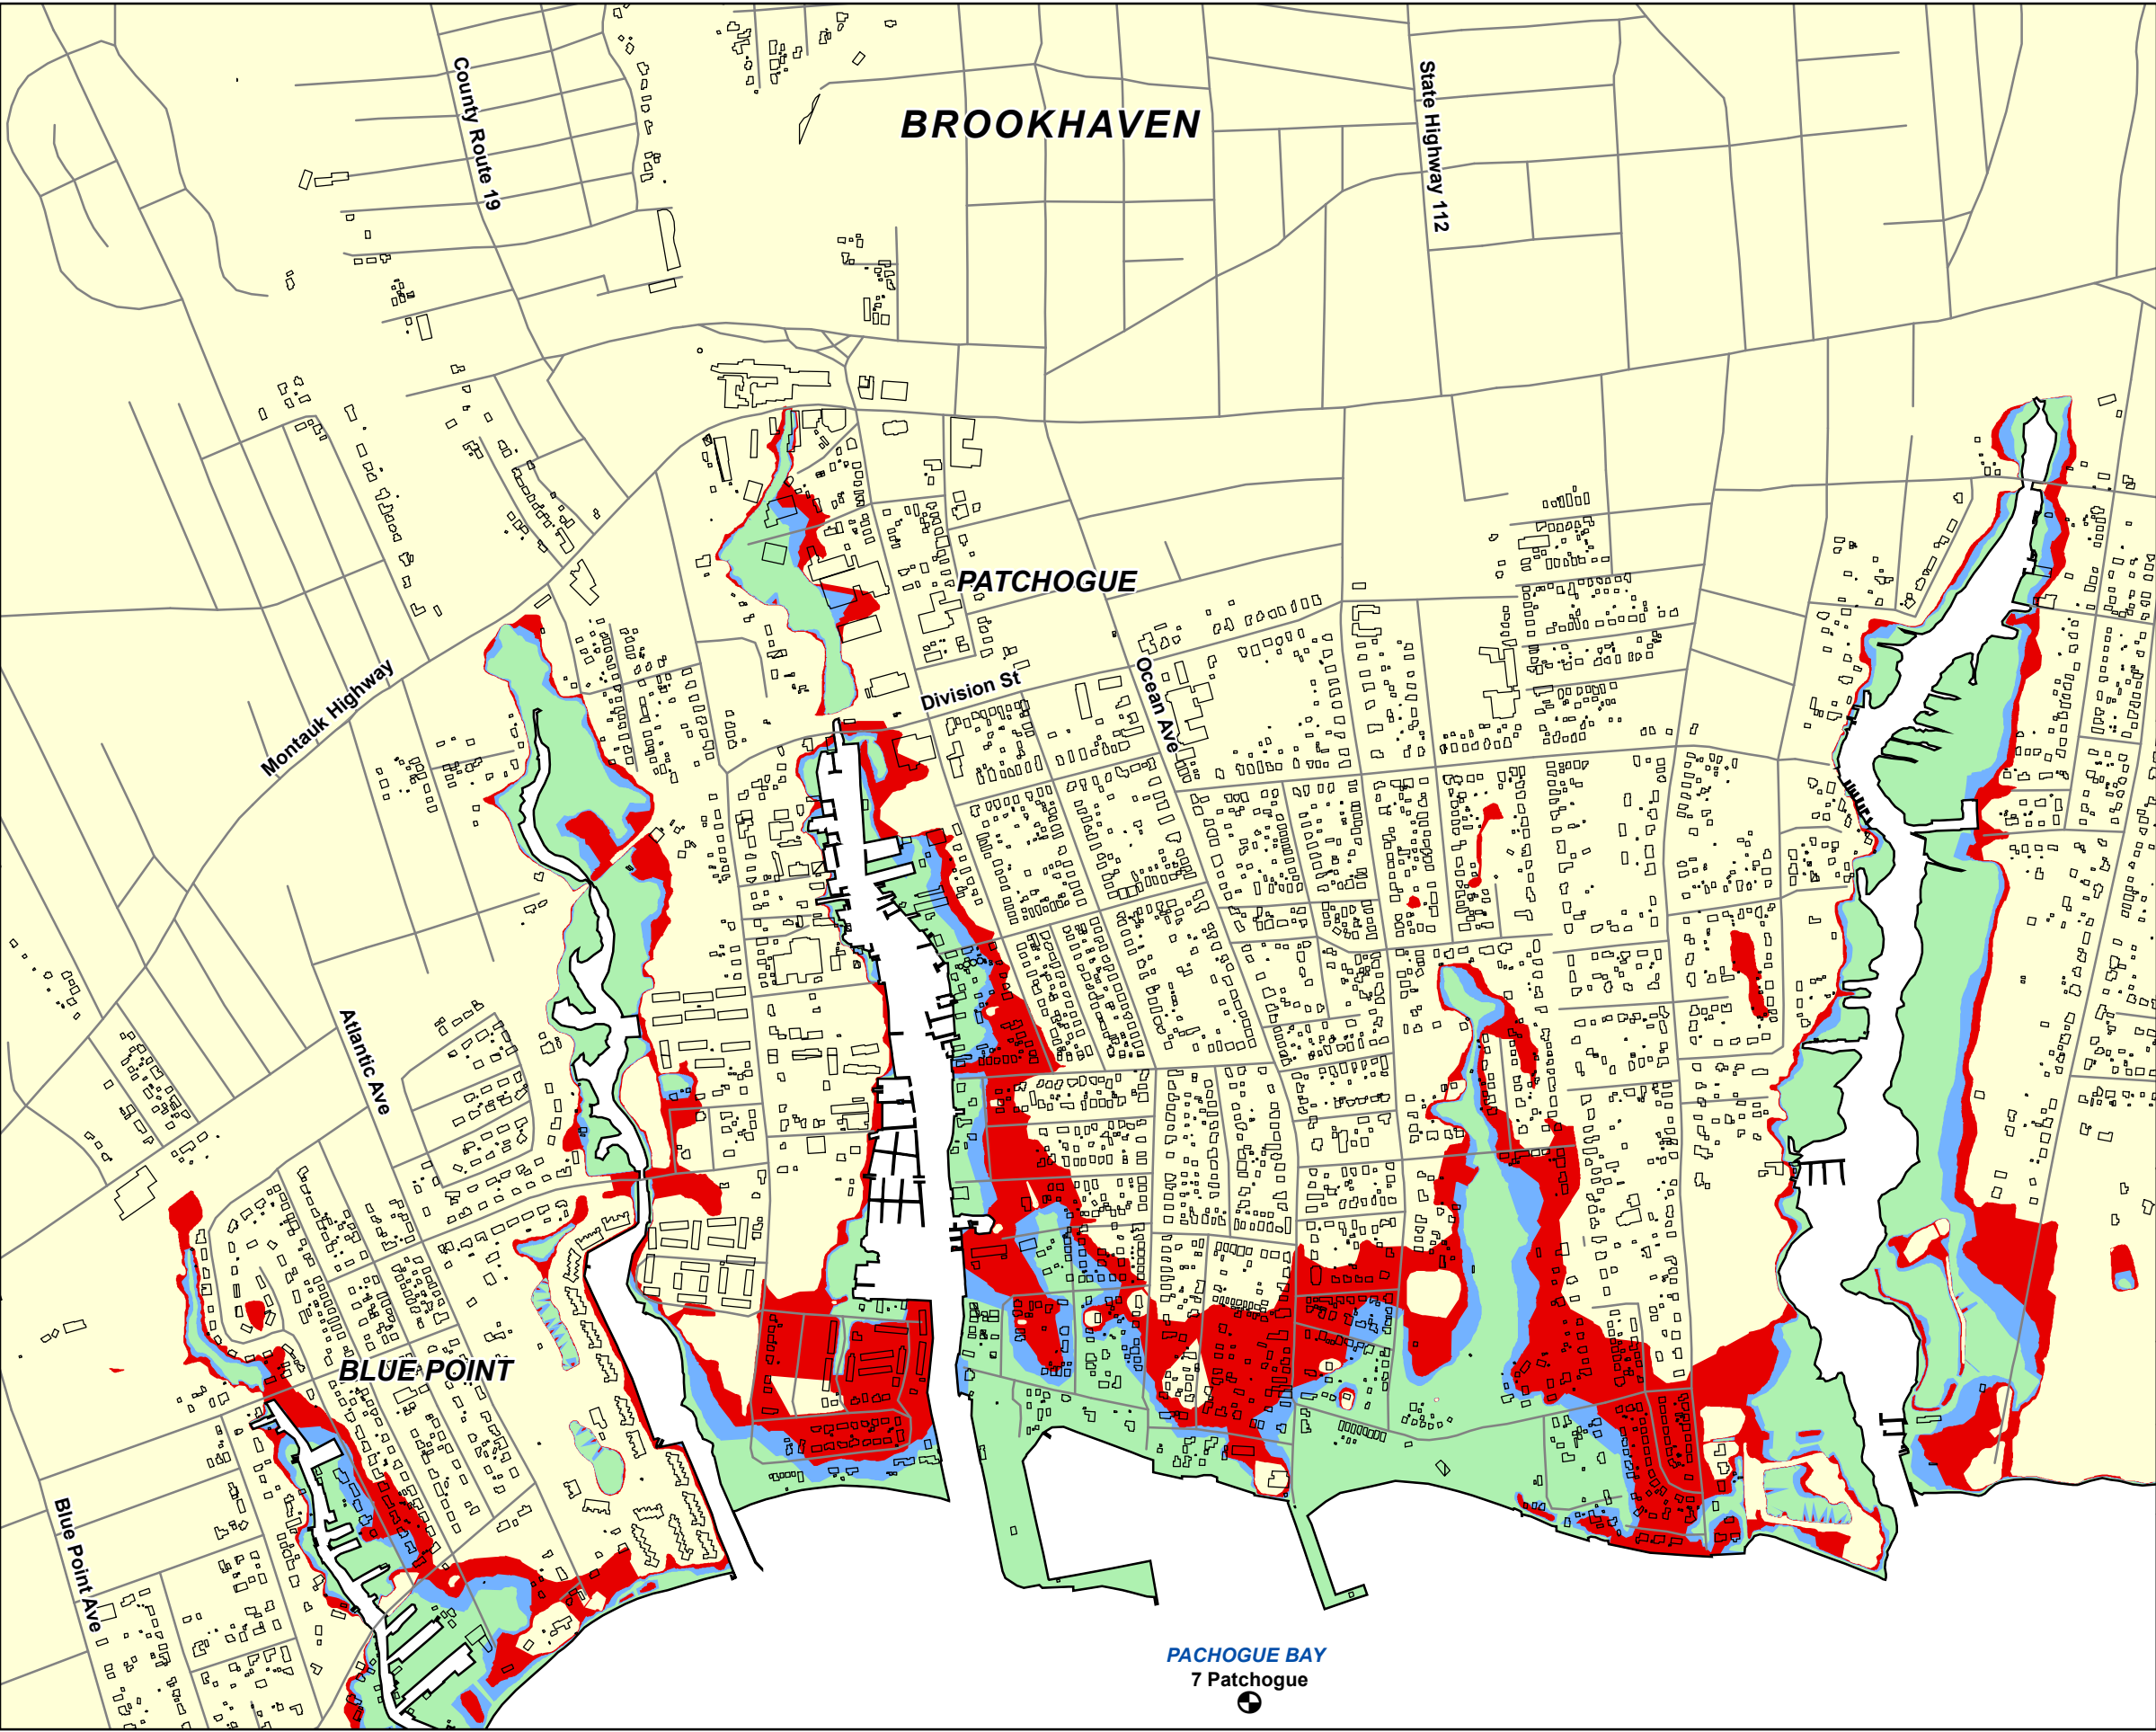 County Route 19
BROOKHAVEN
State Highway 112
PATCHOGUE
Montauk Highway
Division St
Ocean Ave
Atlantic Ave
BLUE POINT
Blue Point Ave
PACHOGUE BAY
7 Patchogue